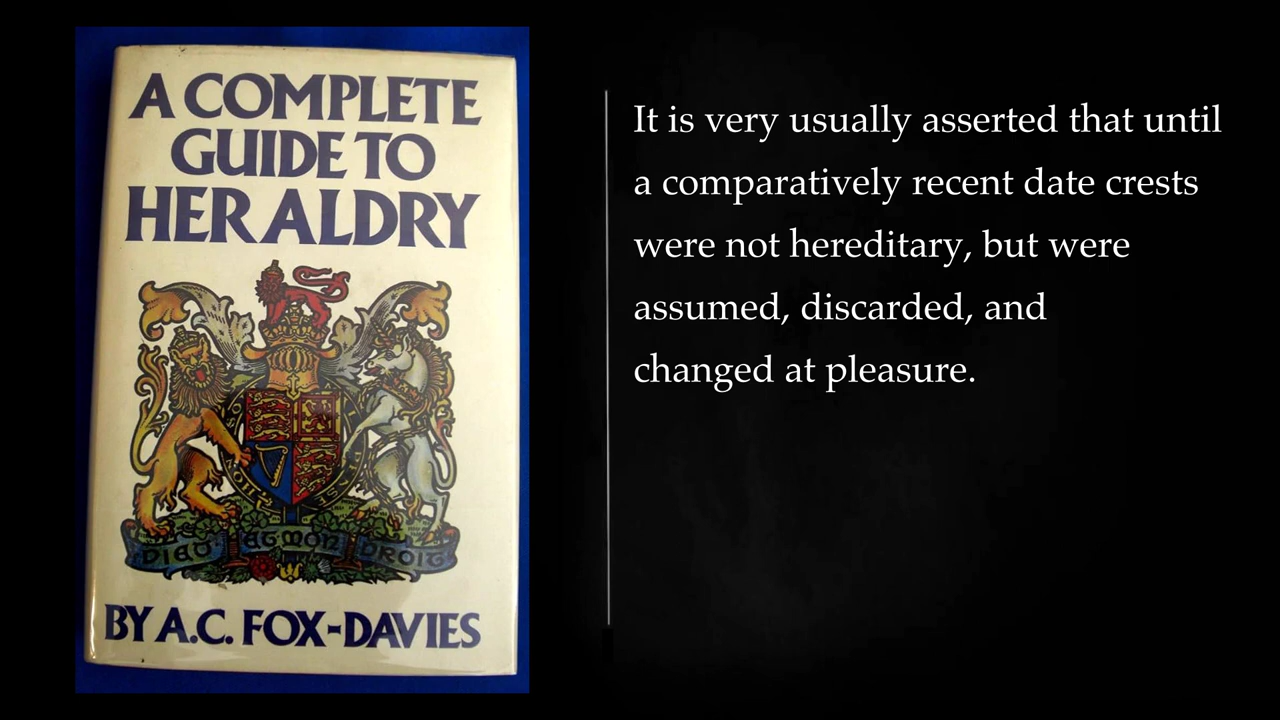 A COMPLETE
GUIDE TO
HERALDRY
DIEU ET MON DROIT
BY A.C. FOX-DAVIES
It is very usually asserted that until
a comparatively recent date crests
were not hereditary, but were
assumed, discarded, and
changed at pleasure.